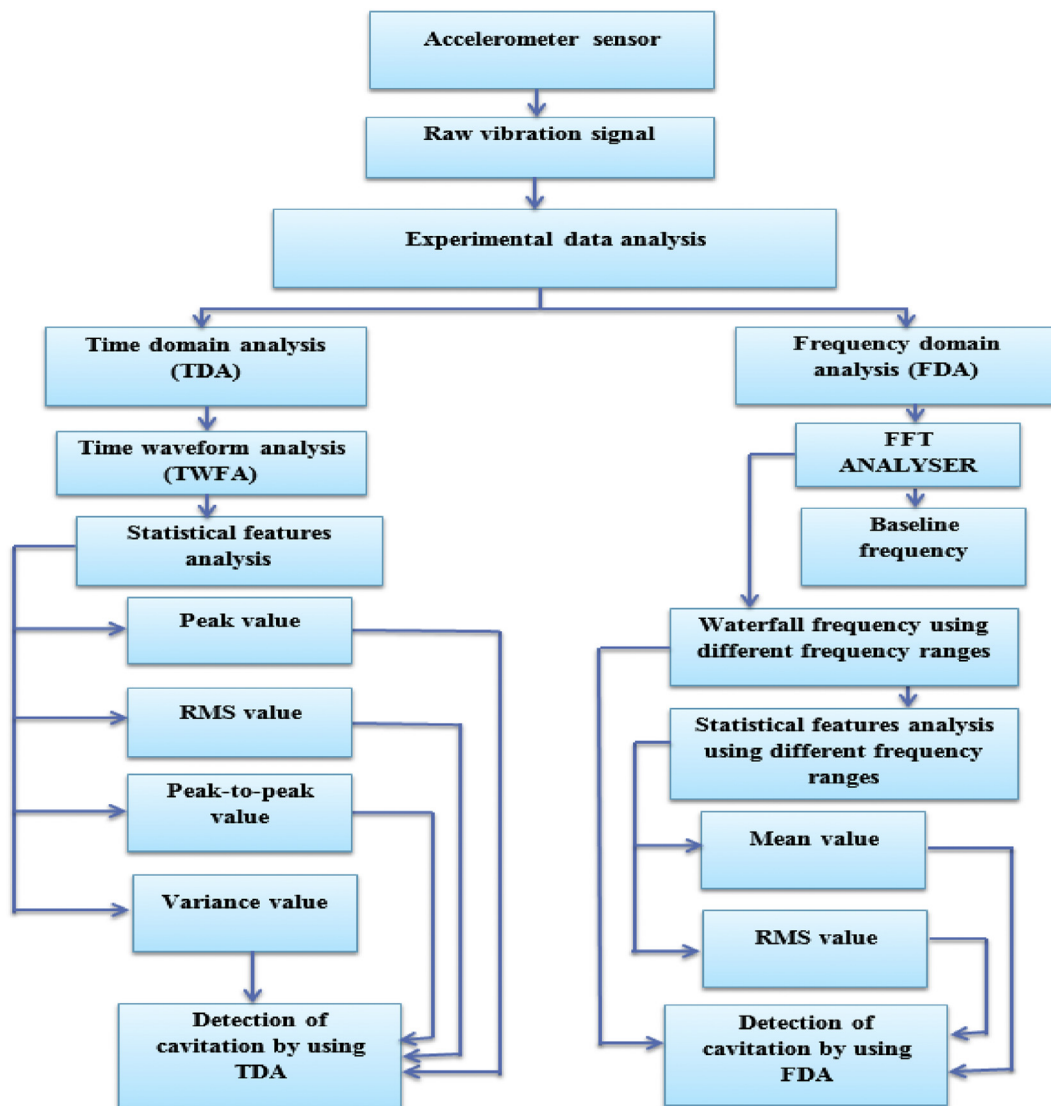 Accelerometer sensor
Raw vibration signal
Experimental data analysis
Time domain analysis
(TDA)
Time waveform analysis
(TWFA)
Statistical features
analysis
Peak value
RMS value
Peak-to-peak
value
Variance value
Detection of
cavitation by using
TDA
Frequency domain
analysis (FDA)
FFT
ANALYSER
Baseline
frequency
Waterfall frequency using
different frequency ranges
Statistical features analysis
using different frequency
ranges
Mean value
RMS value
Detection of
cavitation by using
FDA